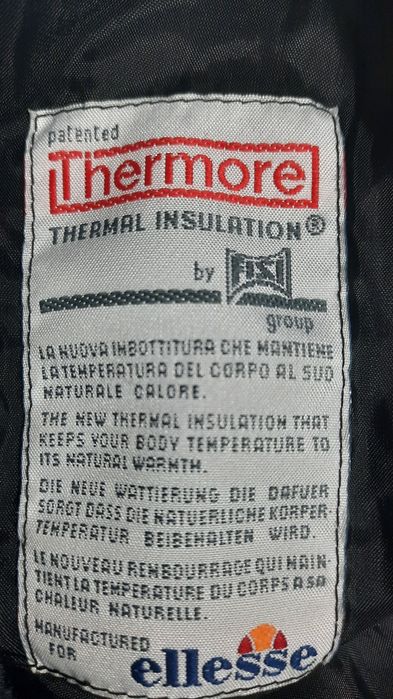 patented
Thermore
THERMAL INSULATION®
by FISI
group
LA NUOVA IMBOTTITURA CHE MANTIENE
LA TEMPERATURA DEL CORPO AL SUO
NATURALE CALORE.
THE NEW THERMAL INSULATION THAT
KEEPS YOUR BODY TEMPERATURE TO
ITS NATURAL WARMTH.
DIE NEUE WATTIERUNG DIE DAFUER
SORGT DASS DIE NATUERLICHE KORPER-
TEMPERATUR BEIBEHALTEN WIRD.
LE NOUVEAU REMBOURRAGE QUI MAIN-
TIENT LA TEMPERATURE DU CORPS A SA
CHALEUR NATURELLE.
MANUFACTURED
FOR ellesse